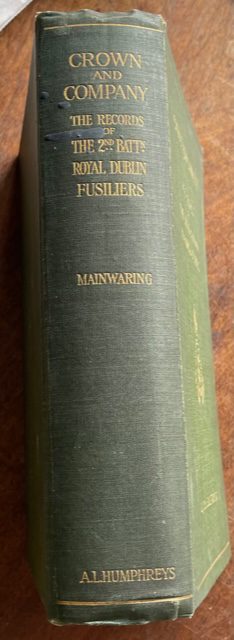 CROWN
AND
COMPANY
THE RECORDS
OF
THE 2ND BATTN
ROYAL DUBLIN
FUSILIERS
MAINWARING
A.L.HUMPHREYS